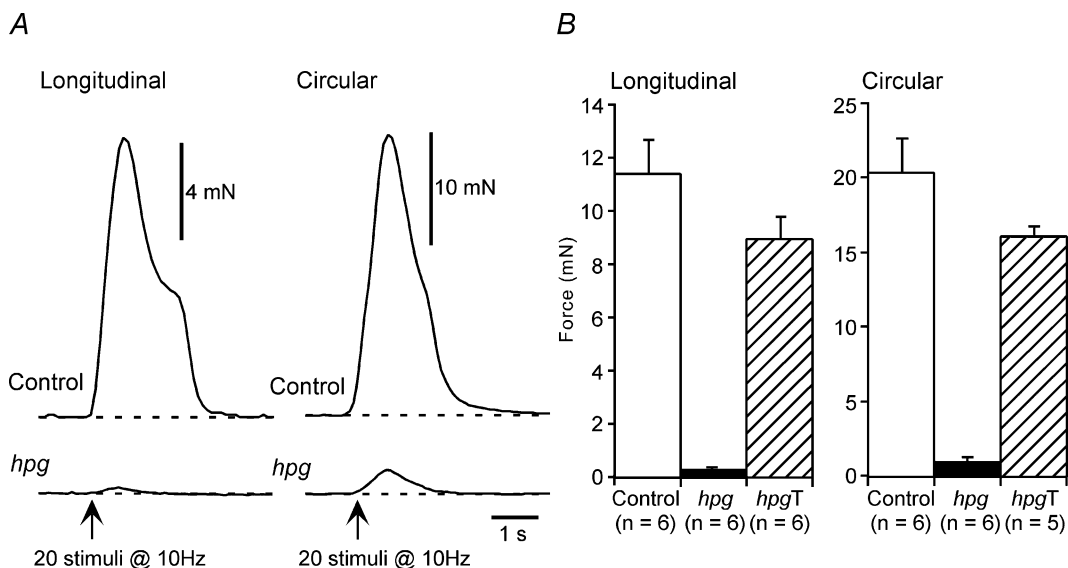 A
Longitudinal
Circular
4 mN
10 mN
Control
Control
hpg
hpg
1 s
20 stimuli @ 10Hz
20 stimuli @ 10Hz
B
Longitudinal
Circular
Force (mN)
14
12
10
8
6
4
2
0
Control
hpg
hpgT
(n = 6)
(n = 6)
(n = 6)
25
20
15
10
5
0
Control
hpg
hpgT
(n = 6)
(n = 6)
(n = 5)